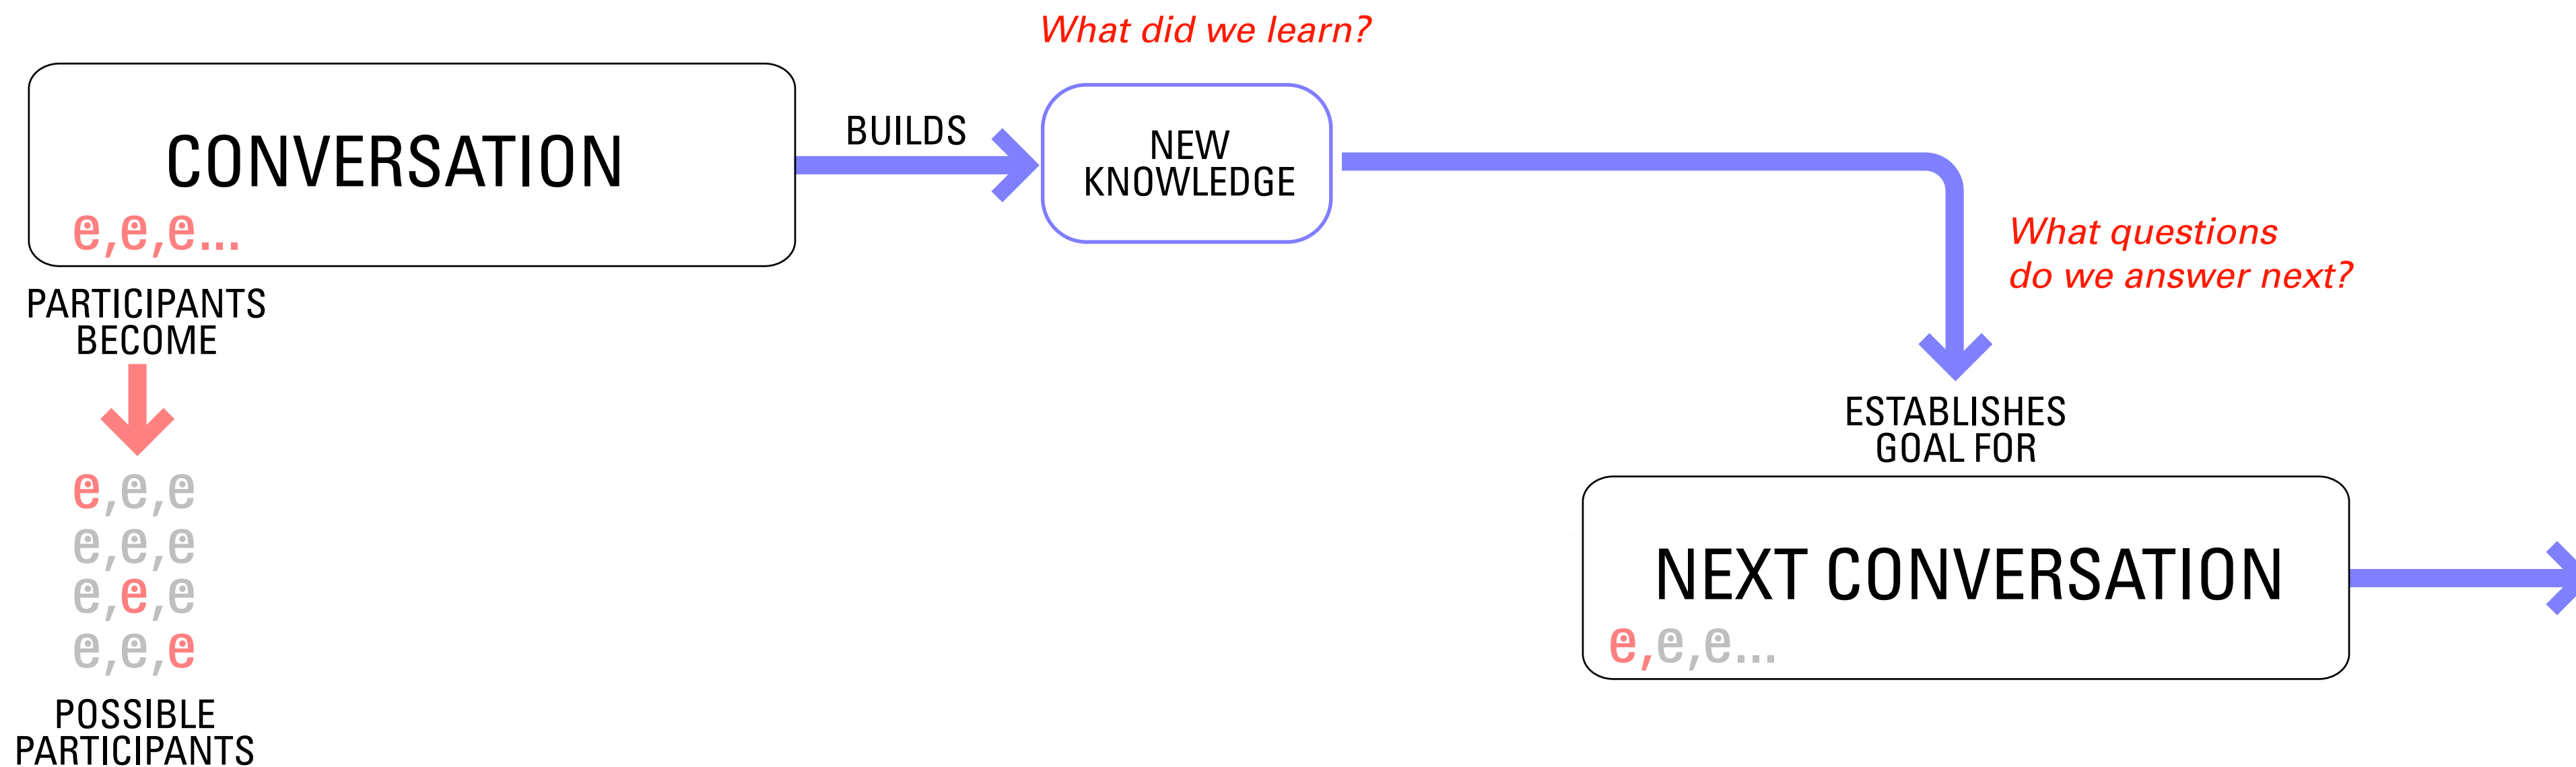 What did we learn?
CONVERSATION
e,e,e...
BUILDS
NEW
KNOWLEDGE
What questions
do we answer next?
PARTICIPANTS
BECOME
e,e,e
e,e,e
e,e,e
e,e,e
POSSIBLE
PARTICIPANTS
ESTABLISHES
GOAL FOR
NEXT CONVERSATION
e,e,e...